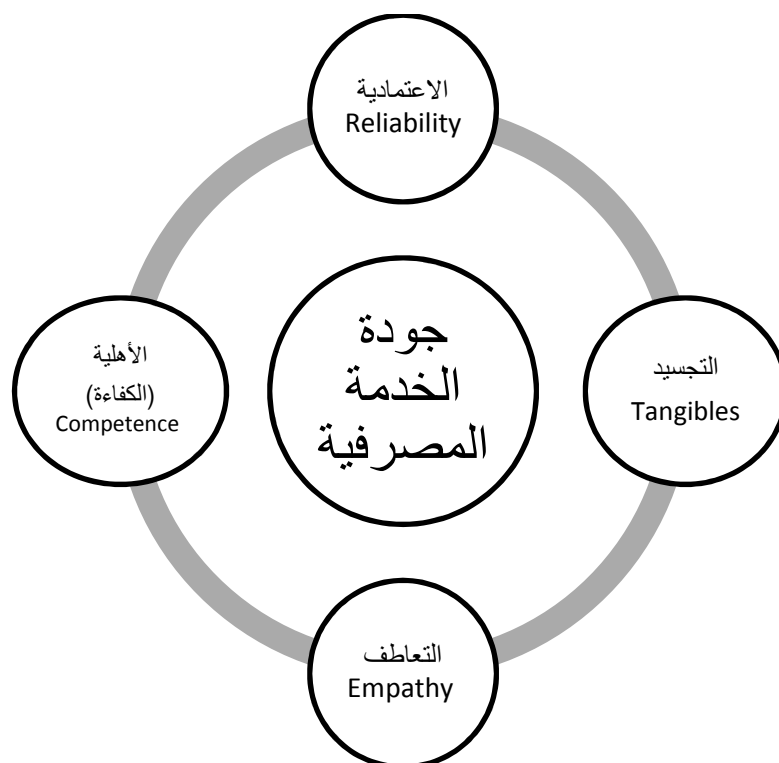 الاعتمادية
Reliability
جودة
الخدمة
المصرفية
التجسيد
Tangibles
الأهلية
(الكفاءة)
Competence
التعاطف
Empathy